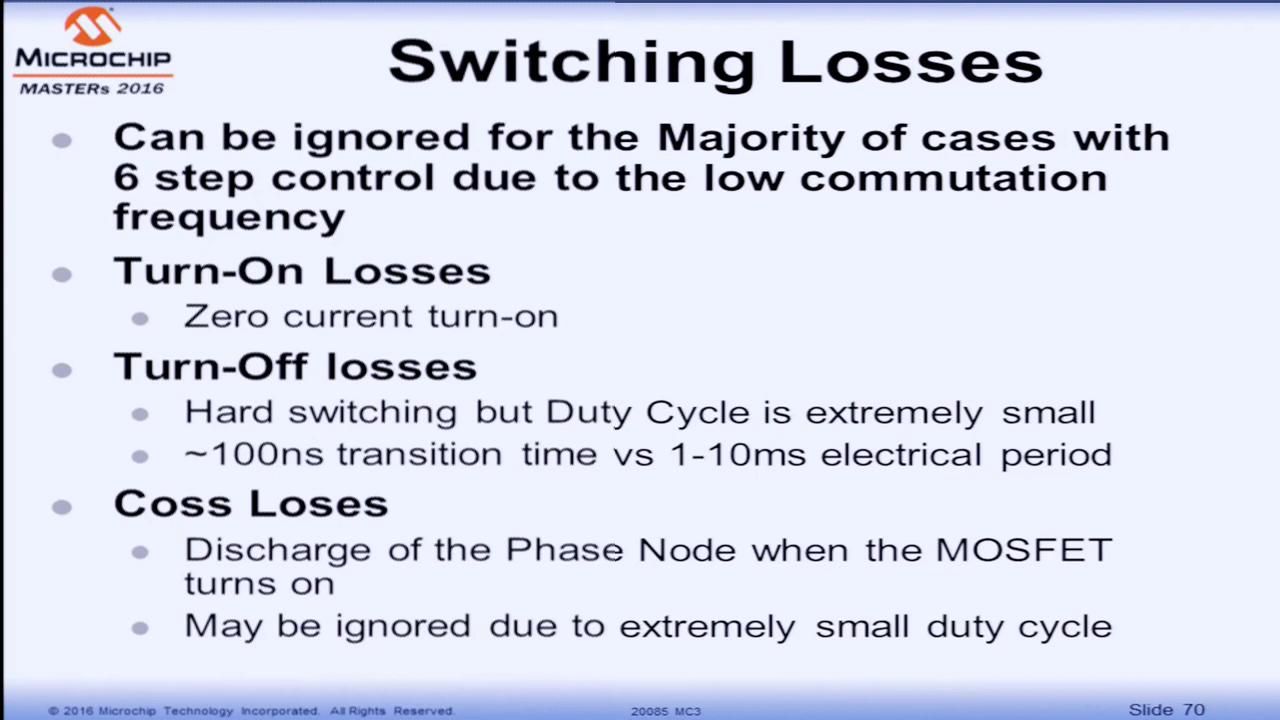 MICROCHIP
MASTERs 2016
Switching Losses
Can be ignored for the Majority of cases with
6 step control due to the low commutation
frequency
Turn-On Losses
Zero current turn-on
Turn-Off losses
Hard switching but Duty Cycle is extremely small
~100ns transition time vs 1-10ms electrical period
Coss Loses
Discharge of the Phase Node when the MOSFET
turns on
May be ignored due to extremely small duty cycle
© 2016 Microchip Technology Incorporated. All Rights Reserved.
20085 MC3
Slide 70